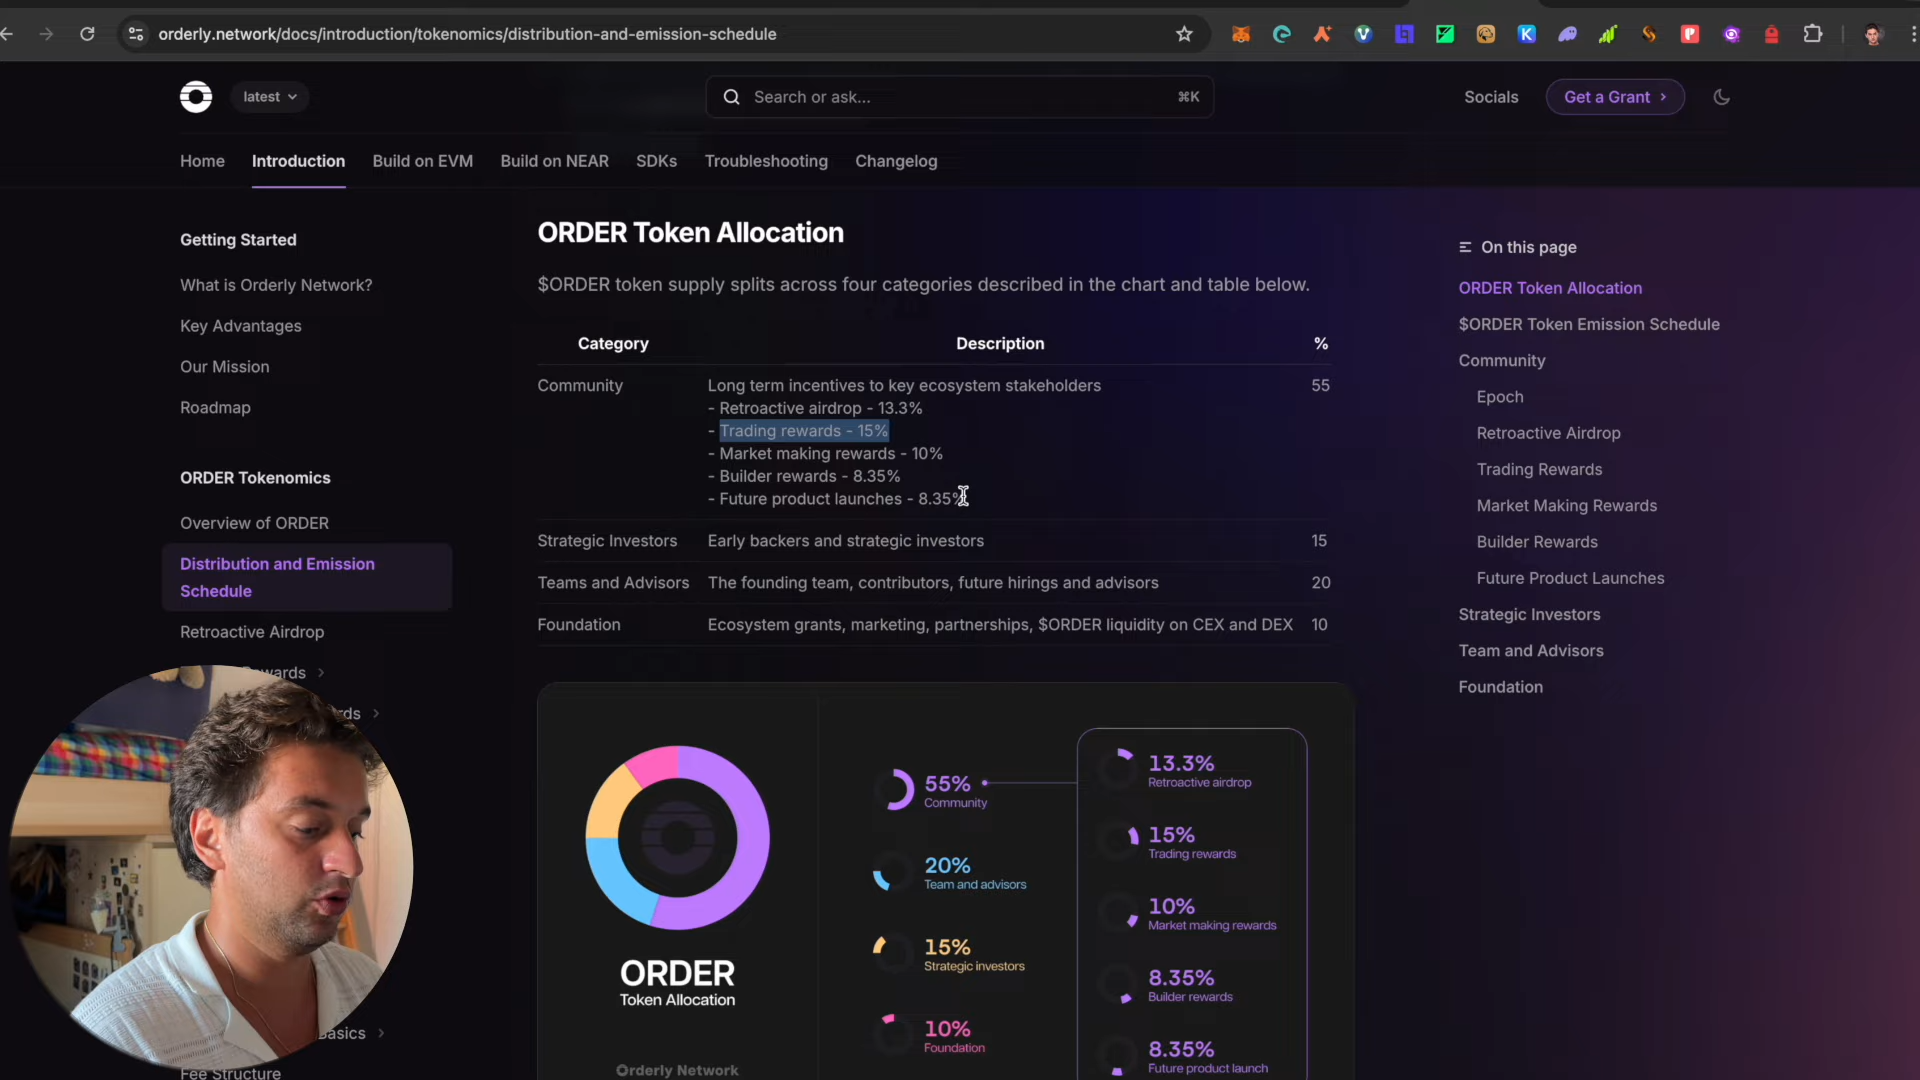 orderly.network/docs/introduction/tokenomics/distribution-and-emission-schedule
latest
Search or ask...
⌘K
Socials
Get a Grant
Home
Introduction
Build on EVM
Build on NEAR
SDKs
Troubleshooting
Changelog
Getting Started
What is Orderly Network?
Key Advantages
Our Mission
Roadmap
ORDER Tokenomics
Overview of ORDER
Distribution and Emission
Schedule
Retroactive Airdrop
Basics
Fee Structure
ORDER Token Allocation
$ORDER token supply splits across four categories described in the chart and table below.
Category Description %
Community Long term incentives to key ecosystem stakeholders 55
- Retroactive airdrop - 13.3%
- Trading rewards - 15%
- Market making rewards - 10%
- Builder rewards - 8.35%
- Future product launches - 8.35%
Strategic Investors Early backers and strategic investors 15
Teams and Advisors The founding team, contributors, future hirings and advisors 20
Foundation Ecosystem grants, marketing, partnerships, $ORDER liquidity on CEX and DEX 10
ORDER
Token Allocation
Orderly Network
55%
Community
20%
Team and advisors
15%
Strategic investors
10%
Foundation
13.3%
Retroactive airdrop
15%
Trading rewards
10%
Market making rewards
8.35%
Builder rewards
8.35%
Future product launch
On this page
ORDER Token Allocation
$ORDER Token Emission Schedule
Community
Epoch
Retroactive Airdrop
Trading Rewards
Market Making Rewards
Builder Rewards
Future Product Launches
Strategic Investors
Team and Advisors
Foundation